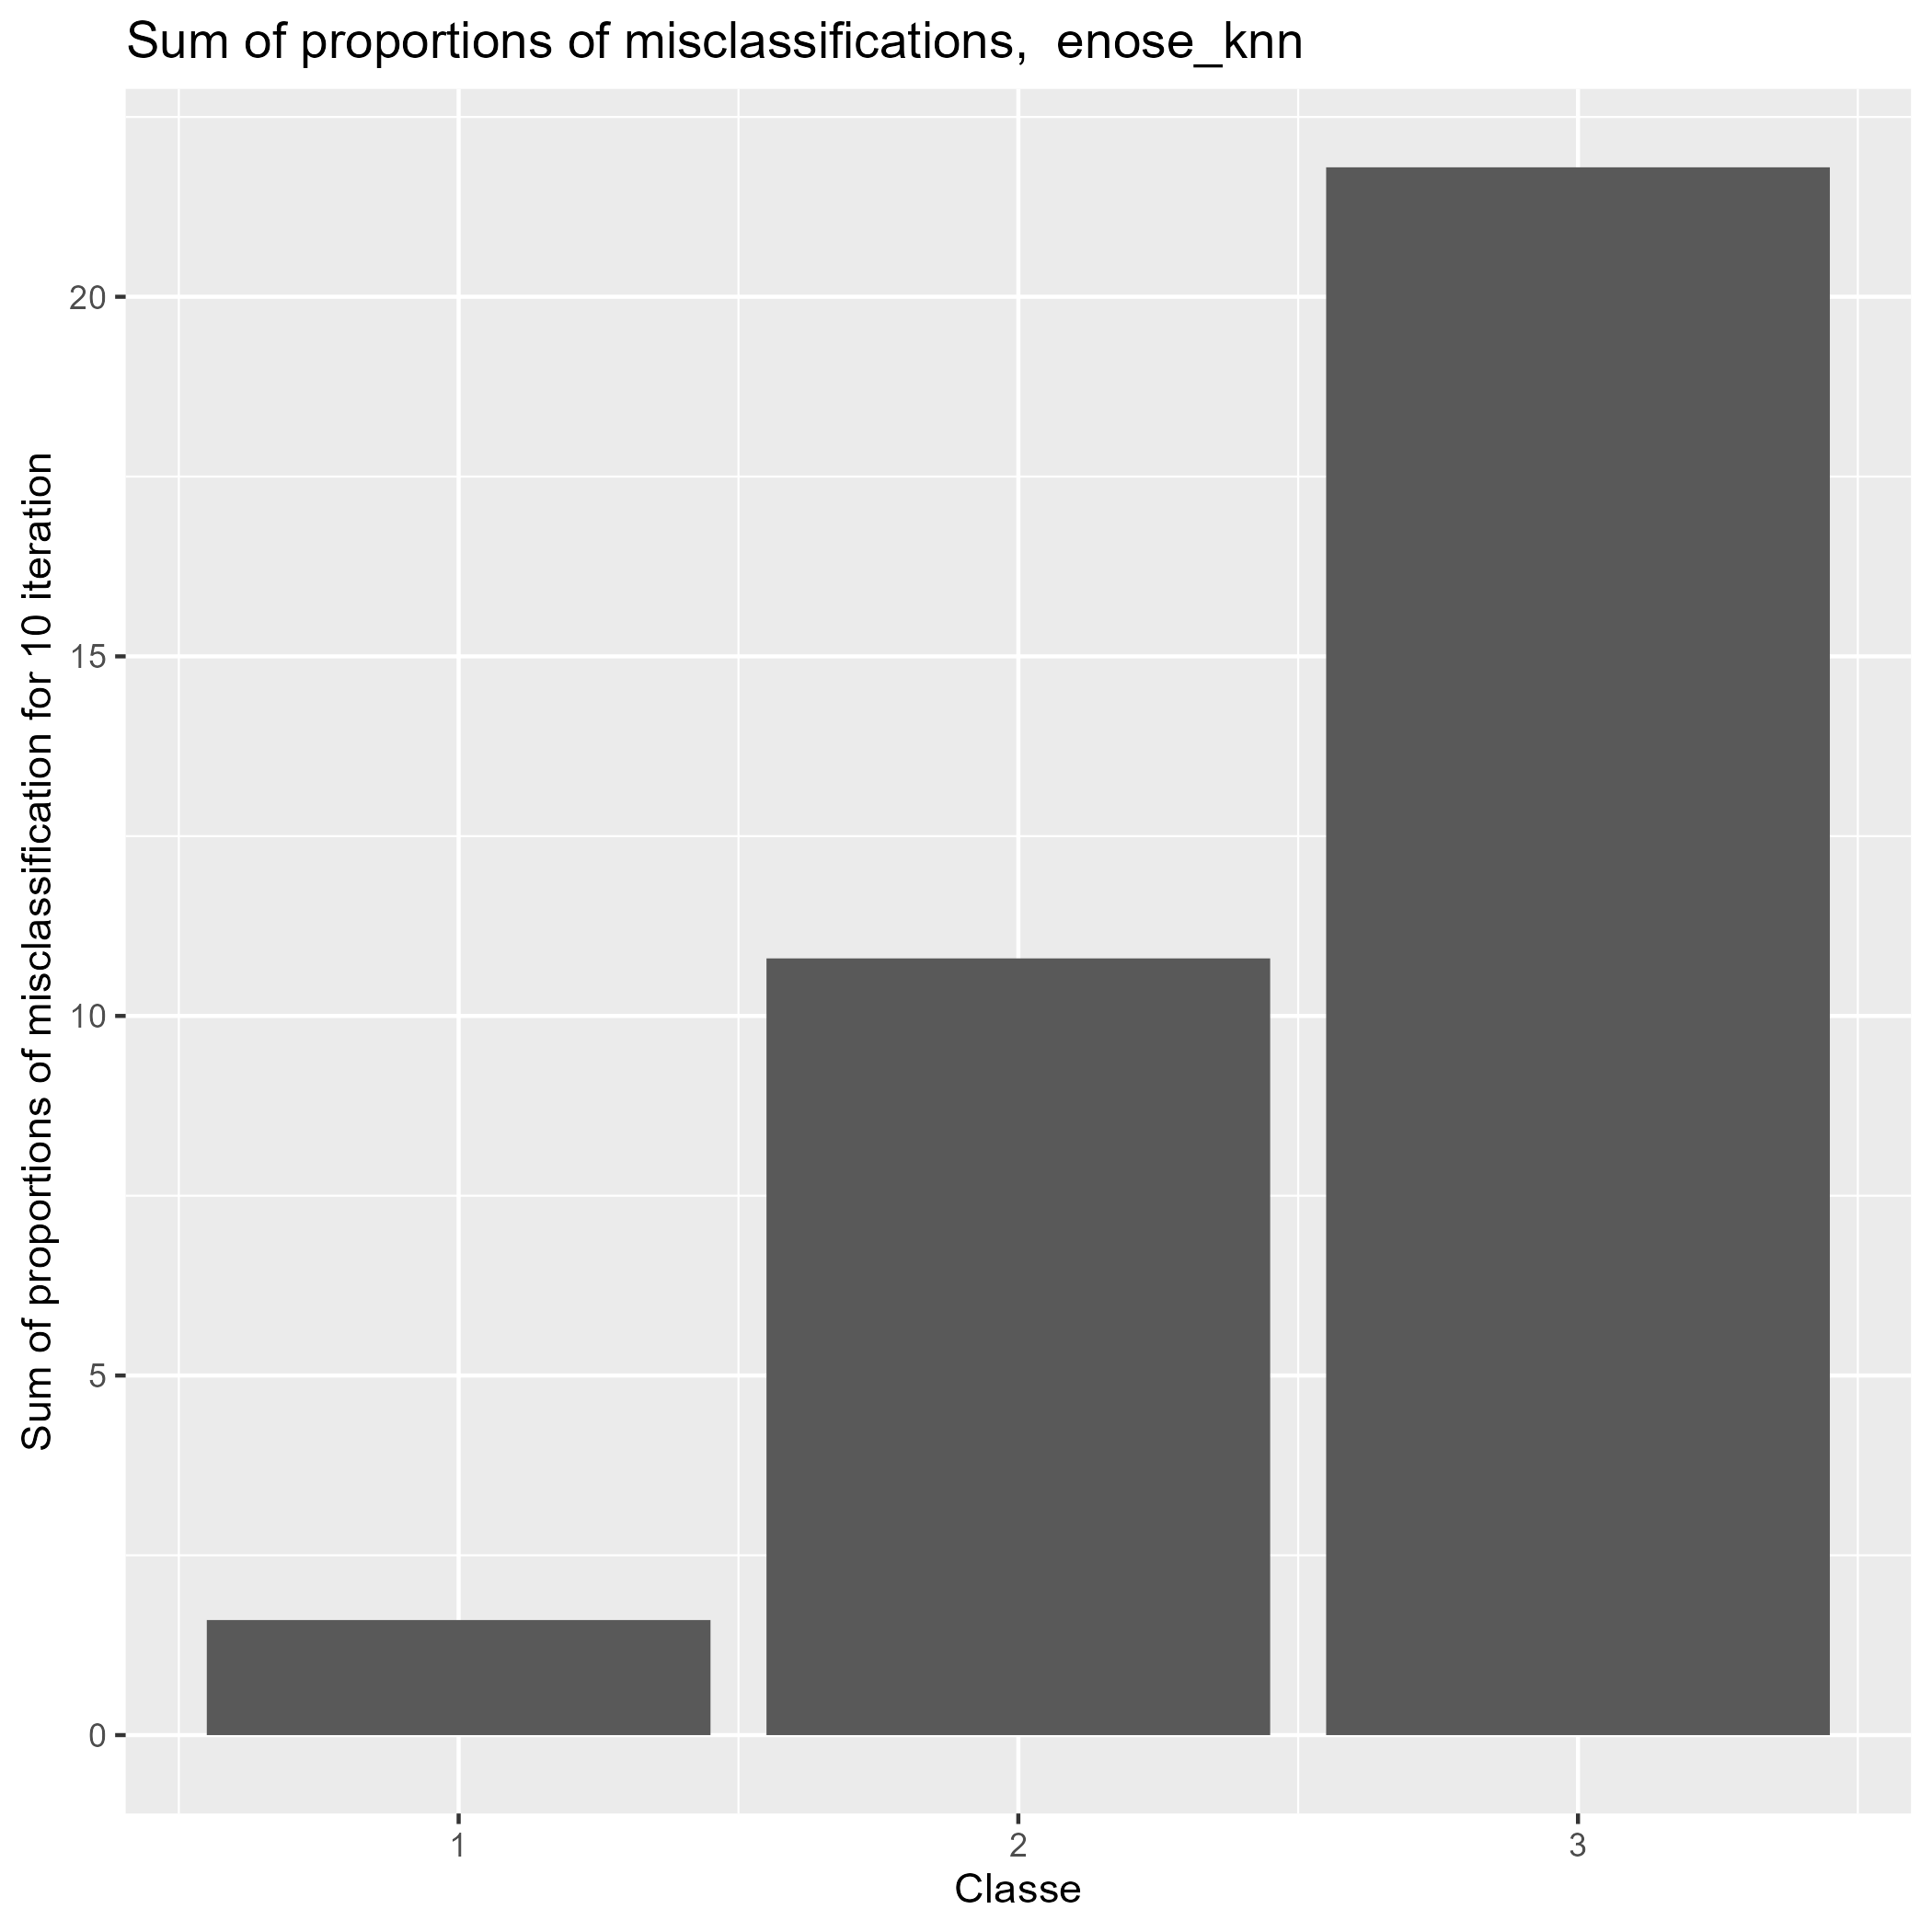 Sum of proportions of misclassifications,  enose_knn
Sum of proportions of misclassification for 10 iteration
20
15
10
5
0
1
2
3
Classe